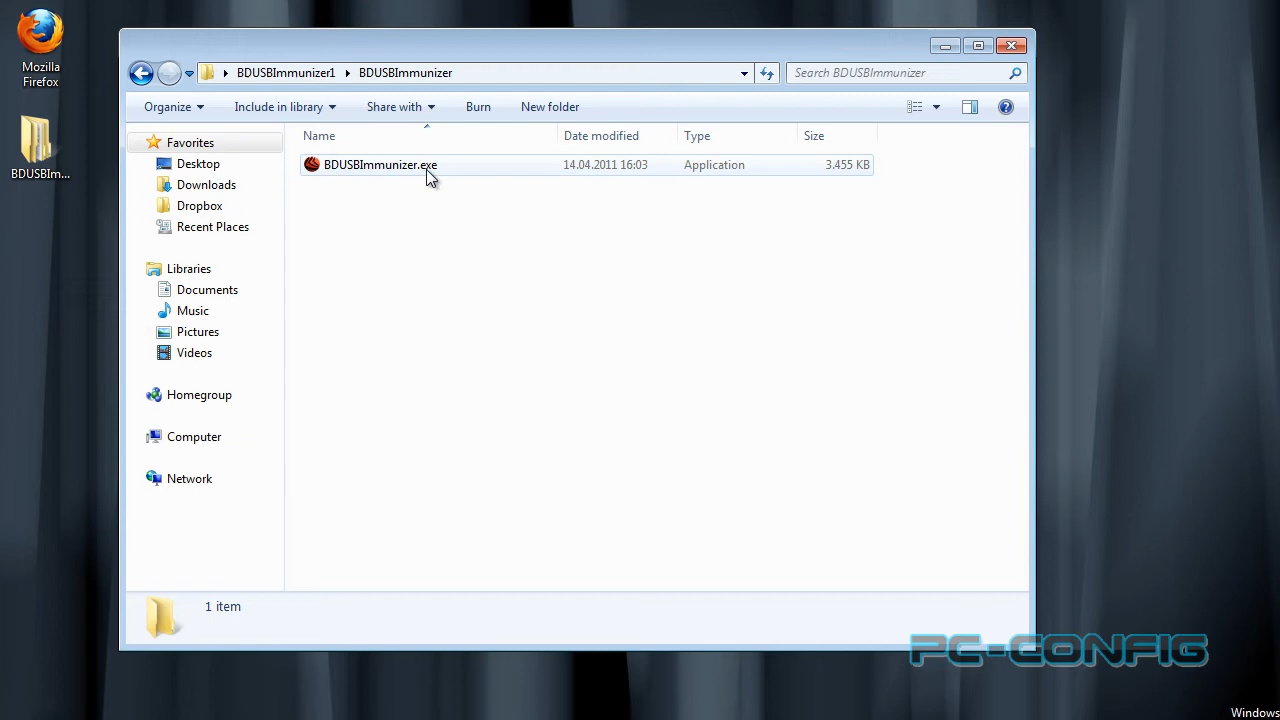 Mozilla
Firefox
BDUSBIm...
BDUSBImmunizer1
BDUSBImmunizer
Search BDUSBImmunizer
Organize
Include in library
Share with
Burn
New folder
Name
Date modified
Type
Size
BDUSBImmunizer.exe
14.04.2011 16:03
Application
3.455 KB
Favorites
Desktop
Downloads
Dropbox
Recent Places
Libraries
Documents
Music
Pictures
Videos
Homegroup
Computer
Network
1 item
PC-CONFIG
Windows